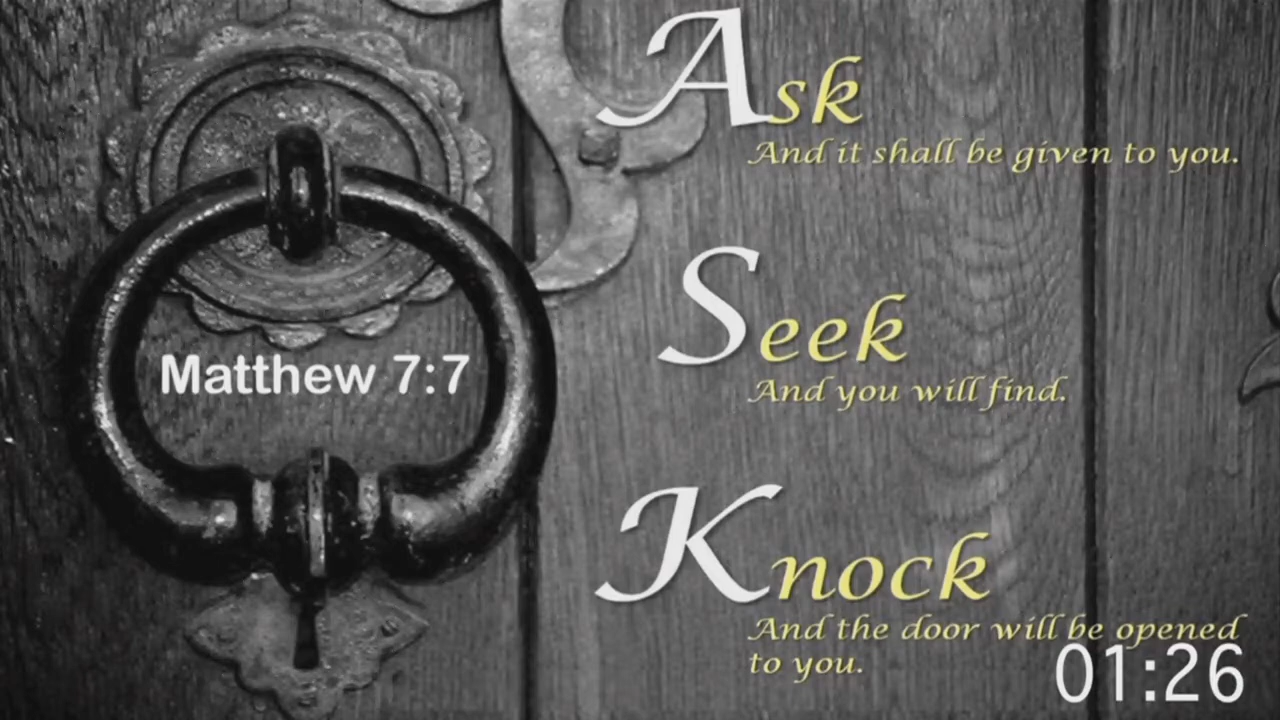 Ask
And it shall be given to you.
Seek
And you will find.
Matthew 7:7
Knock
And the door will be opened
to you.
01:26